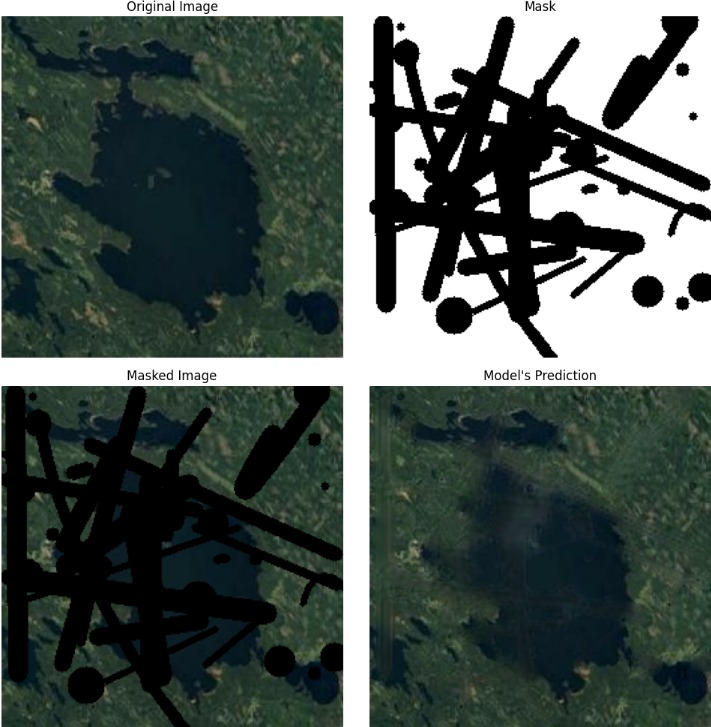 Original Image
Mask
Masked Image
Model's Prediction